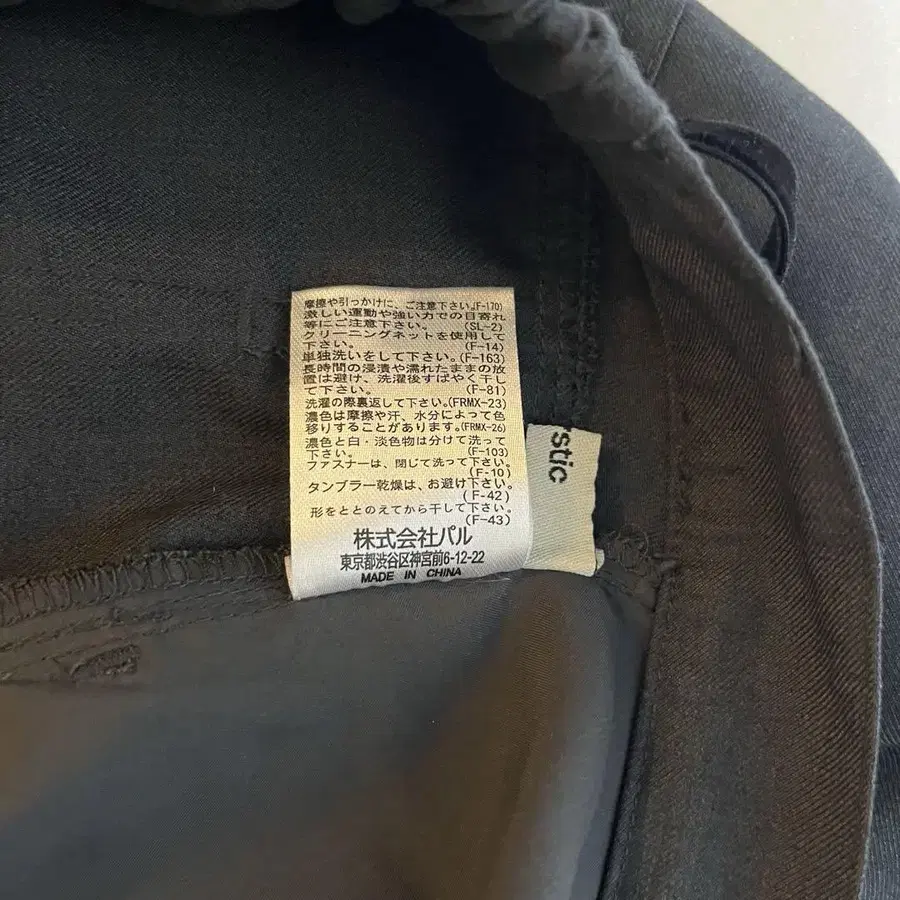 摩擦や引っかけに、ご注意下さい。(F-170)
激しい運動や強い力での目寄れ
等にご注意下さい。 (SL-2)
クリーニングネットを使用して
下さい。 (F-14)
単独洗いをして下さい。(F-163)
長時間の浸漬や濡れたままの放
置は避け、洗濯後すばやく干し
て下さい。 (F-81)
洗濯の際裏返して下さい。(FRMX-23)
濃色は摩擦や汗、水分によって色
移りすることがあります。(FRMX-26)
濃色と白・淡色物は分けて洗って
下さい。 (F-103)
ファスナーは、閉じて洗って下さい。
(F-10)
タンブラー乾燥は、お避け下さい。
(F-42)
形をととのえてから干して下さい。
(F-43)
株式会社パル
東京都渋谷区神宮前6-12-22
MADE IN CHINA
stic